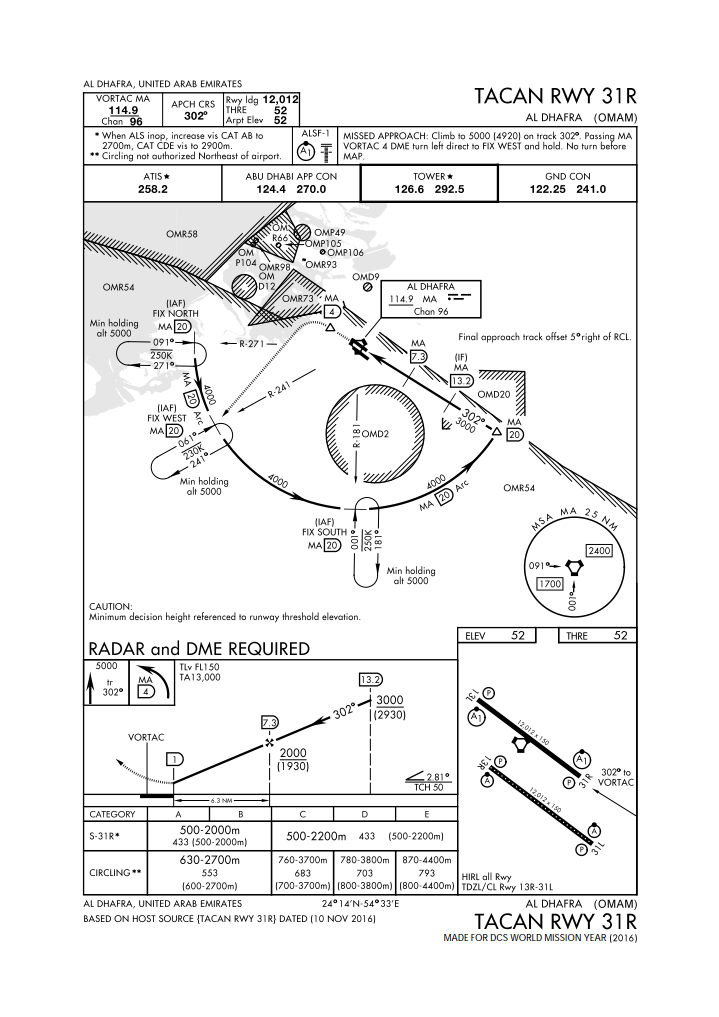 AL DHAFRA, UNITED ARAB EMIRATES
TACAN RWY 31R
AL DHAFRA (OMAM)
VORTAC MA
114.9
Chan 96
APCH CRS
302°
Rwy ldg 12,012
THRE 52
Arpt Elev 52
* When ALS inop, increase vis CAT AB to
2700m, CAT CDE vis to 2900m.
** Circling not authorized Northeast of airport.
ALSF-1
A1
MISSED APPROACH: Climb to 5000 (4920) on track 302°. Passing MA
VORTAC 4 DME turn left direct to FIX WEST and hold. No turn before
MAP.
ATIS★
258.2
ABU DHABI APP CON
124.4 270.0
TOWER★
126.6 292.5
GND CON
122.25 241.0
OMR58
OM
R66
OMP49
OMP105
OMP106
OM
P104
OMR98
OMR93
OM
D12
OMD9
OMR54
OMR73
MA
4
AL DHAFRA
114.9 MA
Chan 96
(IAF)
FIX NORTH
MA 20
Min holding
alt 5000
091°
250K
271°
R-271
Final approach track offset 5° right of RCL.
MA
7.3
(IF)
MA
13.2
MA 20 Arc
4000
R-241
OMD20
302°
3000
(IAF)
FIX WEST
MA 20
061°
230K
241°
Min holding
alt 5000
R-181
OMD2
MA
20
4000
4000
MA 20 Arc
OMR54
(IAF)
FIX SOUTH
MA 20
001°
250K
181°
Min holding
alt 5000
MSA MA 25 NM
2400
091°
1700
001°
CAUTION:
Minimum decision height referenced to runway threshold elevation.
RADAR and DME REQUIRED
ELEV 52
THRE 52
5000
tr
302°
MA
4
TLv FL150
TA13,000
13.2
302°
3000
(2930)
7.3
2000
(1930)
VORTAC
1
2.81°
TCH 50
6.3 NM
13L
P
A1
12,012 x 150
13R
P
A
A1
P
31R
302° to
VORTAC
12,012 x 150
A
P
31L
HIRL all Rwy
TDZL/CL Rwy 13R-31L
CATEGORY A B C D E
S-31R*
500-2000m
433 (500-2000m)
500-2200m 433 (500-2200m)
CIRCLING**
630-2700m
553
(600-2700m)
760-3700m
683
(700-3700m)
780-3800m
703
(800-3800m)
870-4400m
793
(800-4400m)
AL DHAFRA, UNITED ARAB EMIRATES
24°14'N-54°33'E
AL DHAFRA (OMAM)
BASED ON HOST SOURCE {TACAN RWY 31R} DATED (10 NOV 2016)
TACAN RWY 31R
MADE FOR DCS WORLD MISSION YEAR (2016)